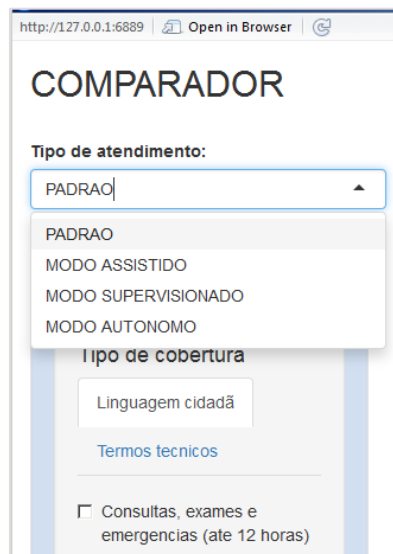 http://127.0.0.1:6889 Open in Browser
COMPARADOR
Tipo de atendimento:
PADRAO
PADRAO
MODO ASSISTIDO
MODO SUPERVISIONADO
MODO AUTONOMO
Tipo de cobertura
Linguagem cidadã
Termos tecnicos
Consultas, exames e
emergencias (ate 12 horas)